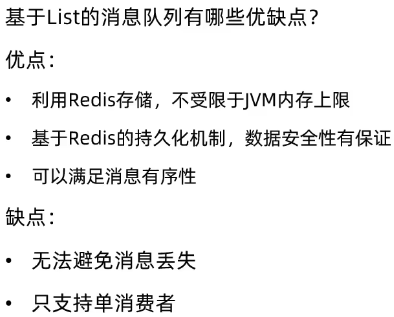 基于List的消息队列有哪些优缺点？
优点：
• 利用Redis存储，不受限于JVM内存上限
• 基于Redis的持久化机制，数据安全性有保证
• 可以满足消息有序性
缺点：
• 无法避免消息丢失
• 只支持单消费者